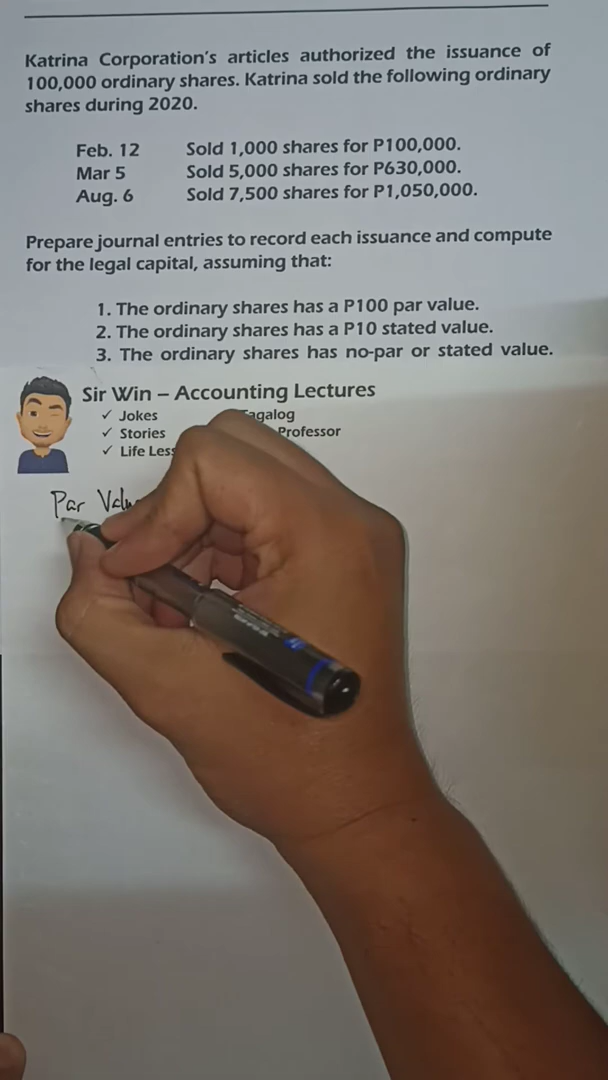 Katrina Corporation's articles authorized the issuance of
100,000 ordinary shares. Katrina sold the following ordinary
shares during 2020.
Feb. 12 Sold 1,000 shares for P100,000.
Mar 5 Sold 5,000 shares for P630,000.
Aug. 6 Sold 7,500 shares for P1,050,000.
Prepare journal entries to record each issuance and compute
for the legal capital, assuming that:
1. The ordinary shares has a P100 par value.
2. The ordinary shares has a P10 stated value.
3. The ordinary shares has no-par or stated value.
Sir Win – Accounting Lectures
✓ Jokes
✓ Stories Professor
✓ Life
Par